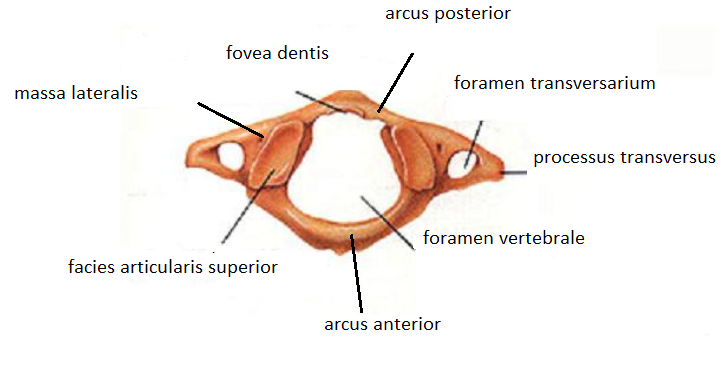 arcus posterior
fovea dentis
foramen transversarium
massa lateralis
processus transversus
foramen vertebrale
facies articularis superior
arcus anterior